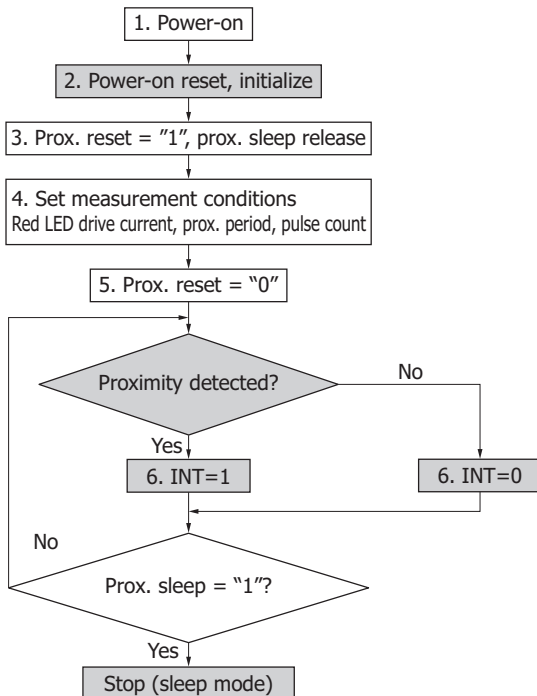 1. Power-on
2. Power-on reset, initialize
3. Prox. reset = ”1”, prox. sleep release
4. Set measurement conditions
Red LED drive current, prox. period, pulse count
5. Prox. reset = “0”
Proximity detected?
No
Yes
6. INT=1
6. INT=0
No
Prox. sleep = “1”?
Yes
Stop (sleep mode)